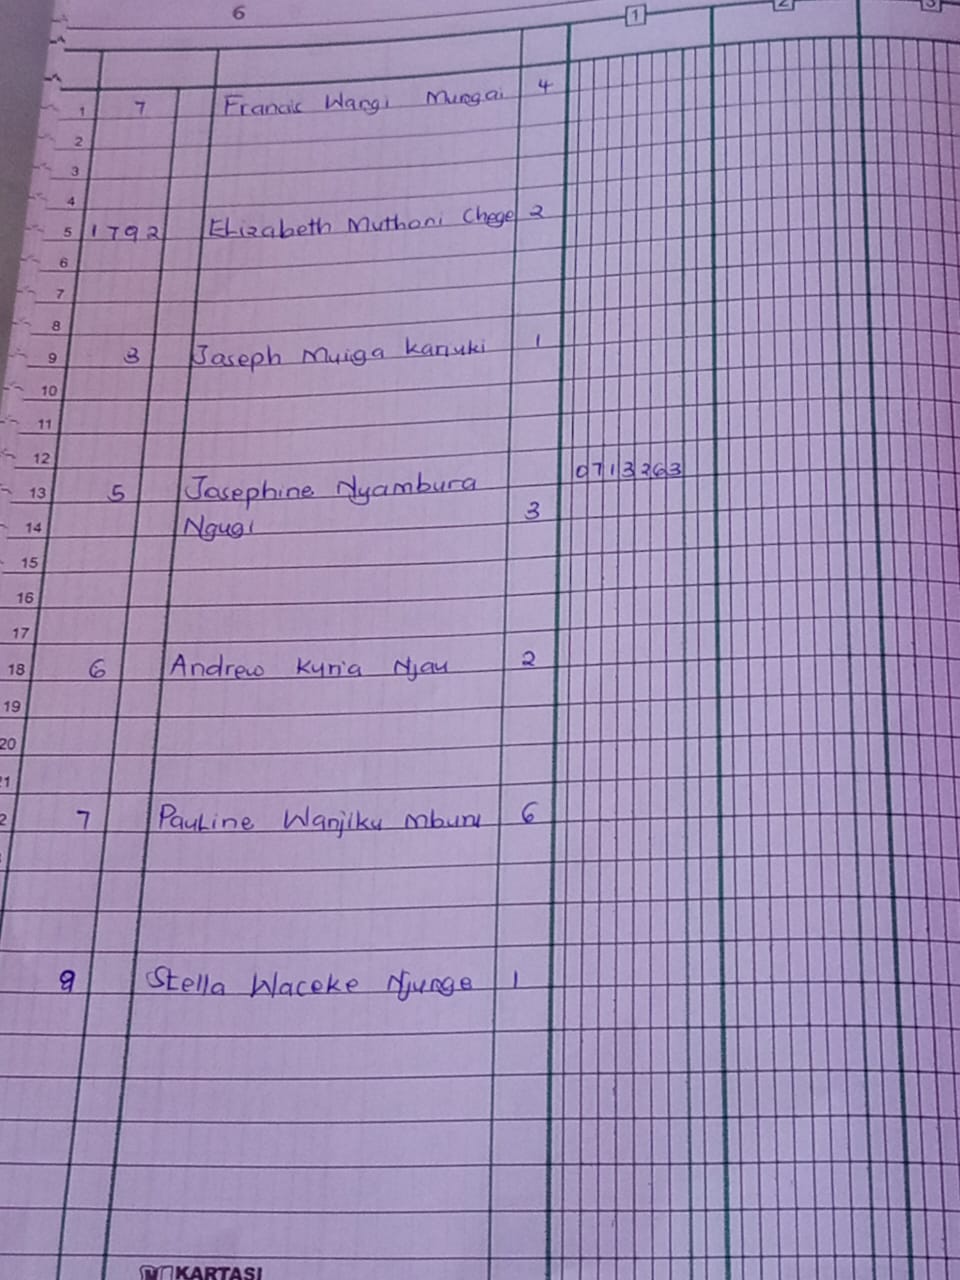 6
1 2 3
1 7 Francis Wangi Mungai 4
2
3
4
5 1792 Elizabeth Muthoni Chege 2
6
7
8
9 3 Joseph Muiga Kariuki 1
10
11
12
0713263
13 5 Josephine Nyambura
14 Ngugi 3
15
16
17
18 6 Andrew Kuria Njau 2
19
20
21
2 7 Pauline Wanjiku Mburu 6
9 Stella Waceke Njunge 1
KARTASI